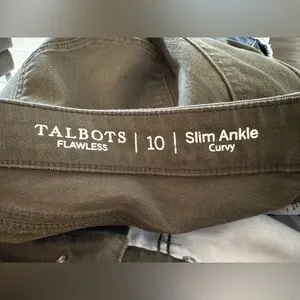 TALBOTS | 10 | Slim Ankle
FLAWLESS Curvy